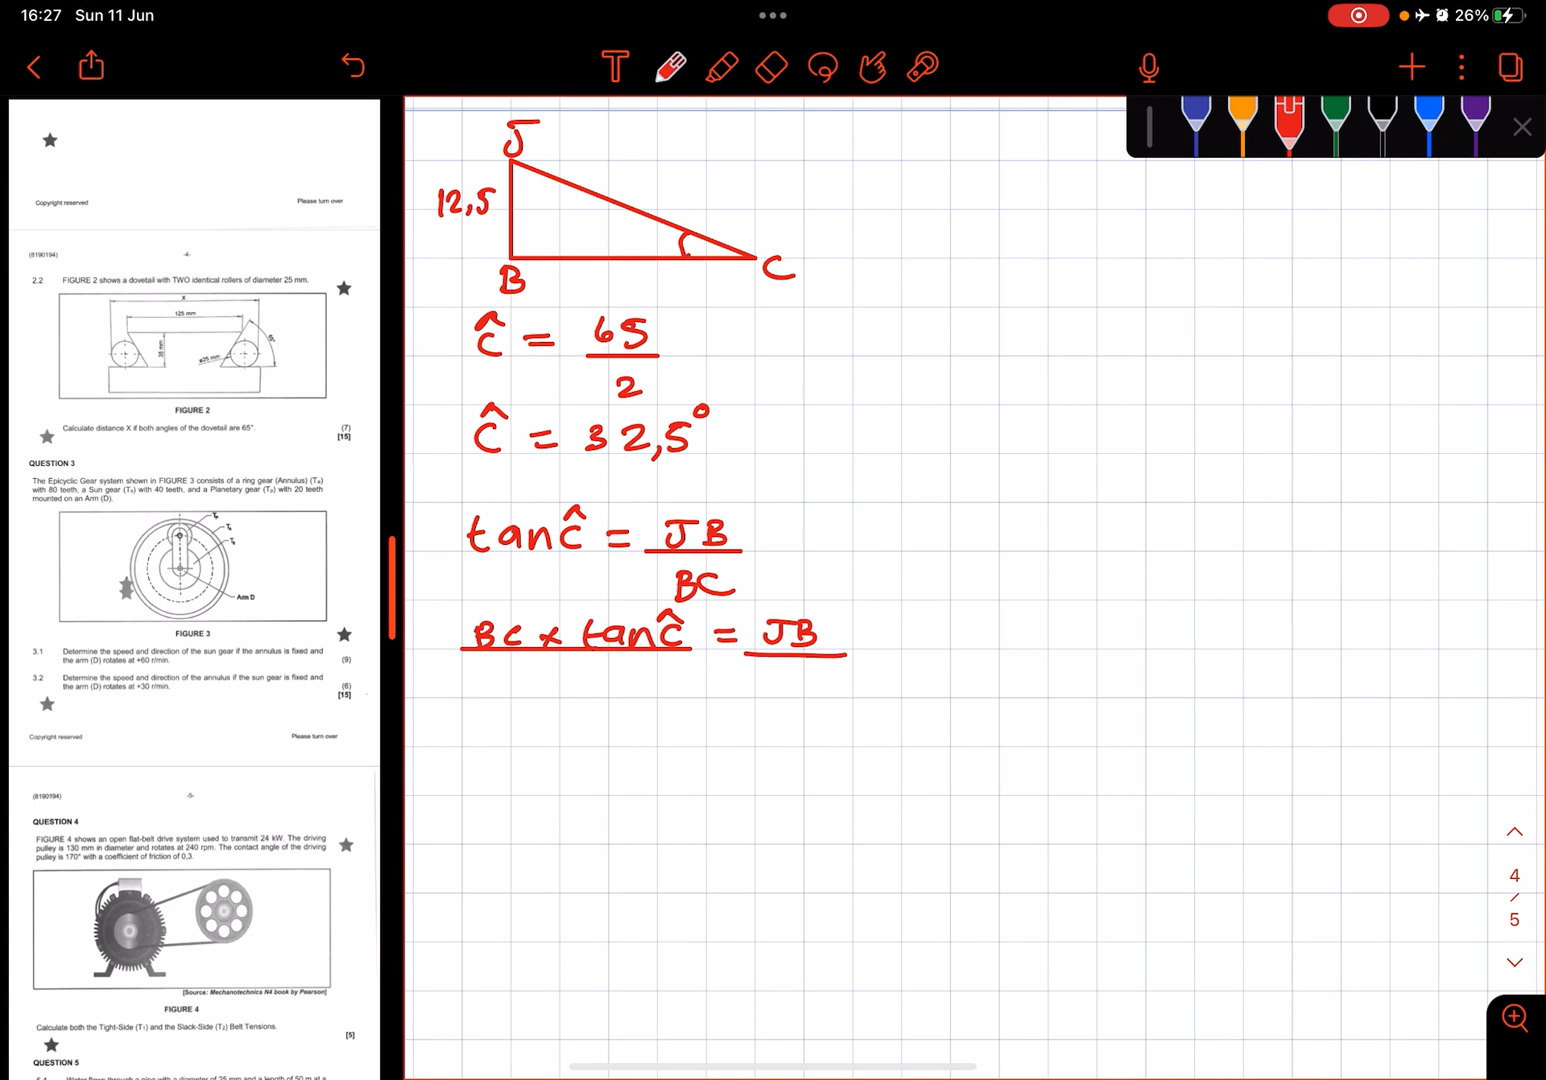 16:27 Sun 11 Jun
26%
Copyright reserved Please turn over
(8190194) -4-
2.2 FIGURE 2 shows a dovetail with TWO identical rollers of diameter 25 mm.
X
125 mm
35 mm
ø25 mm
65°
FIGURE 2
Calculate distance X if both angles of the dovetail are 65°. (7)
[15]
QUESTION 3
The Epicyclic Gear system shown in FIGURE 3 consists of a ring gear (Annulus) (Tₐ)
with 80 teeth, a Sun gear (Tₛ) with 40 teeth, and a Planetary gear (Tₚ) with 20 teeth
mounted on an Arm (D).
Arm D
FIGURE 3
3.1 Determine the speed and direction of the sun gear if the annulus is fixed and
the arm (D) rotates at +60 r/min. (9)
3.2 Determine the speed and direction of the annulus if the sun gear is fixed and
the arm (D) rotates at +30 r/min. (6)
[15]
Copyright reserved Please turn over
(8190194) -5-
QUESTION 4
FIGURE 4 shows an open flat-belt drive system used to transmit 24 kW. The driving
pulley is 130 mm in diameter and rotates at 240 rpm. The contact angle of the driving
pulley is 170° with a coefficient of friction of 0,3.
[Source: Mechanotechnics N4 book by Pearson]
FIGURE 4
Calculate both the Tight-Side (T₁) and the Slack-Side (T₂) Belt Tensions. [5]
QUESTION 5
J
12,5
B
C
Ĉ = 65
2
Ĉ = 32,5°
tanĈ = JB
BC
BC × tanĈ = JB
4
/
5